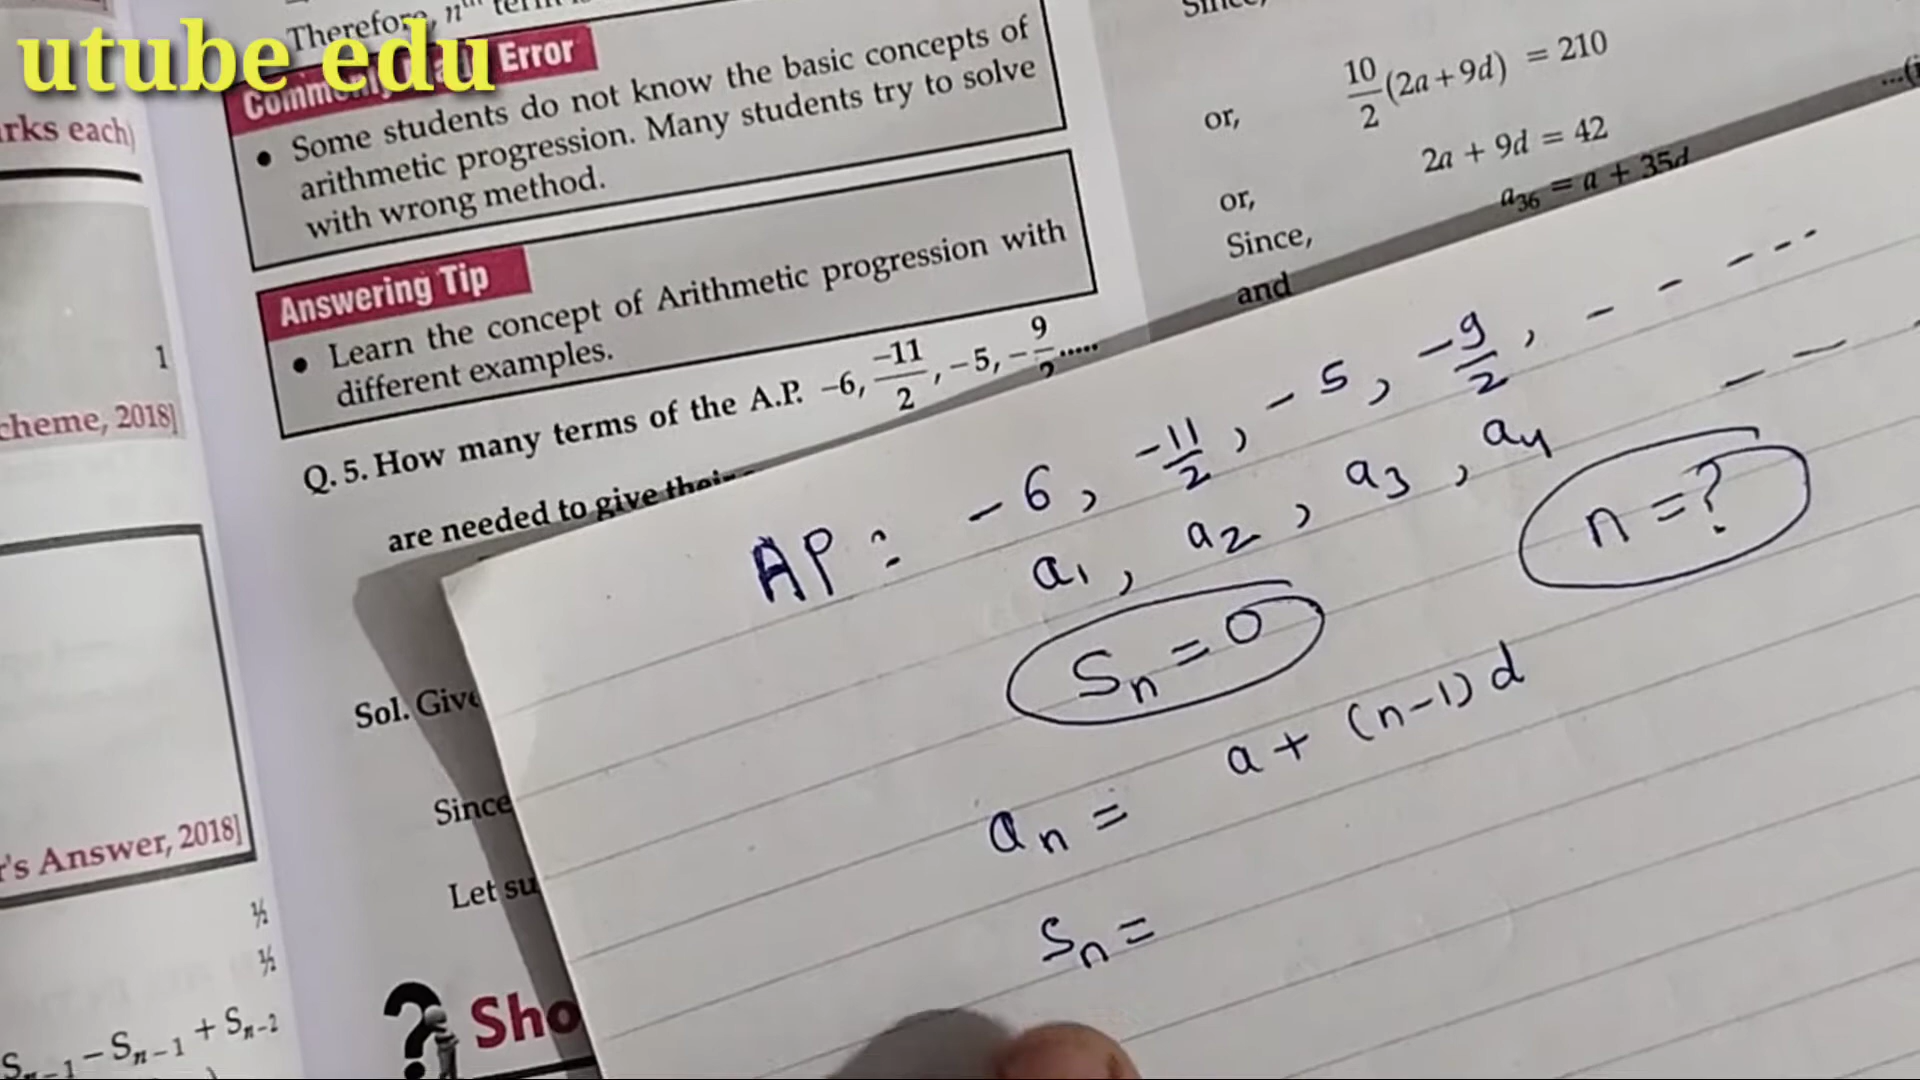 utube edu
Therefore, nth term
Error
• Some students do not know the basic concepts of
arithmetic progression. Many students try to solve
with wrong method.
Answering Tip
• Learn the concept of Arithmetic progression with
different examples.
Q. 5. How many terms of the A.P. –6, –11/2, –5, –9/2.....
are needed to give their
Sol. Give
Since
Let su
? Sho
rks each)
1
cheme, 2018]
r's Answer, 2018]
½
½
–Sn–1 + Sn–2
or, 10/2 (2a + 9d) = 210
or, 2a + 9d = 42
Since, a36 = a + 35d
and
AP : –6, –11/2, –5, –9/2, – – – – - -
a1, a2, a3, a4 – –
Sn = 0 n = ?
an = a + (n–1) d
Sn =